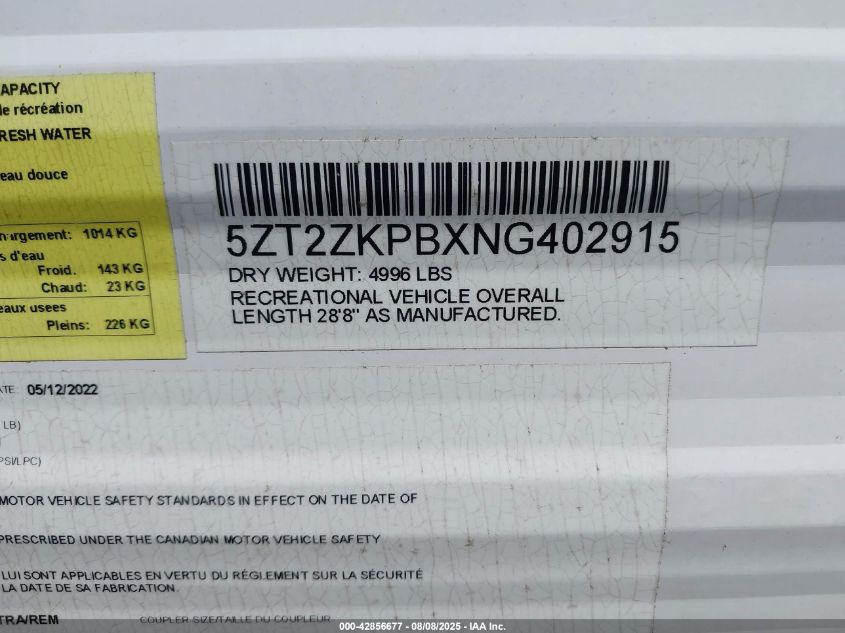 APACITY
de récréation
RESH WATER
eau douce
argement: 1014 KG
s d'eau
Froid. 143 KG
Chaud: 23 KG
eaux usees
Pleins: 226 KG
5ZT2ZKPBXNG402915
DRY WEIGHT: 4996 LBS
RECREATIONAL VEHICLE OVERALL
LENGTH 28'8" AS MANUFACTURED.
ATE: 05/12/2022
LB)
PSI/LPC)
MOTOR VEHICLE SAFETY STANDARDS IN EFFECT ON THE DATE OF
PRESCRIBED UNDER THE CANADIAN MOTOR VEHICLE SAFETY
LUI SONT APPLICABLES EN VERTU DU RÉGLEMENT SUR LA SÉCURITÉ
LA DATE DE SA FABRICATION.
TRA/REM COUPLER SIZE/TAILLE DU COUPLEUR
000-42856677 - 08/08/2025 - IAA Inc.